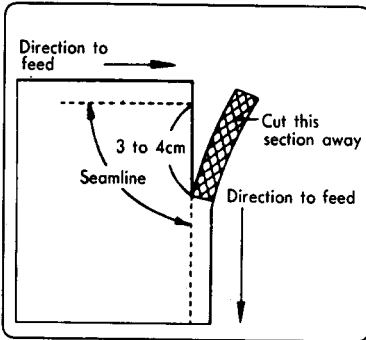 Direction to
feed
Cut this
section away
3 to 4cm
Seamline
Direction to feed